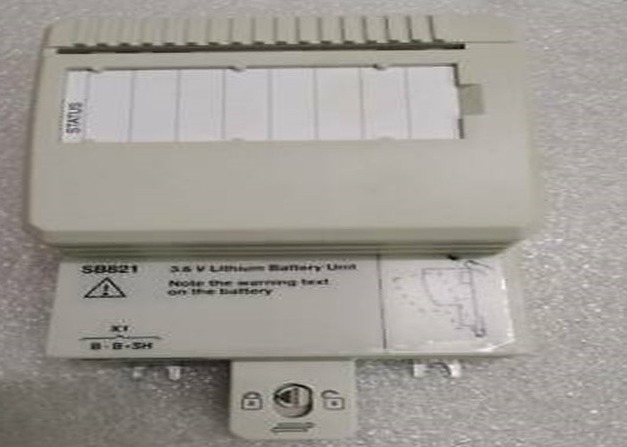 STATUS
SB821 3.6 V Lithium Battery Unit
Note the warning text
on the battery
X1
B - B + SH